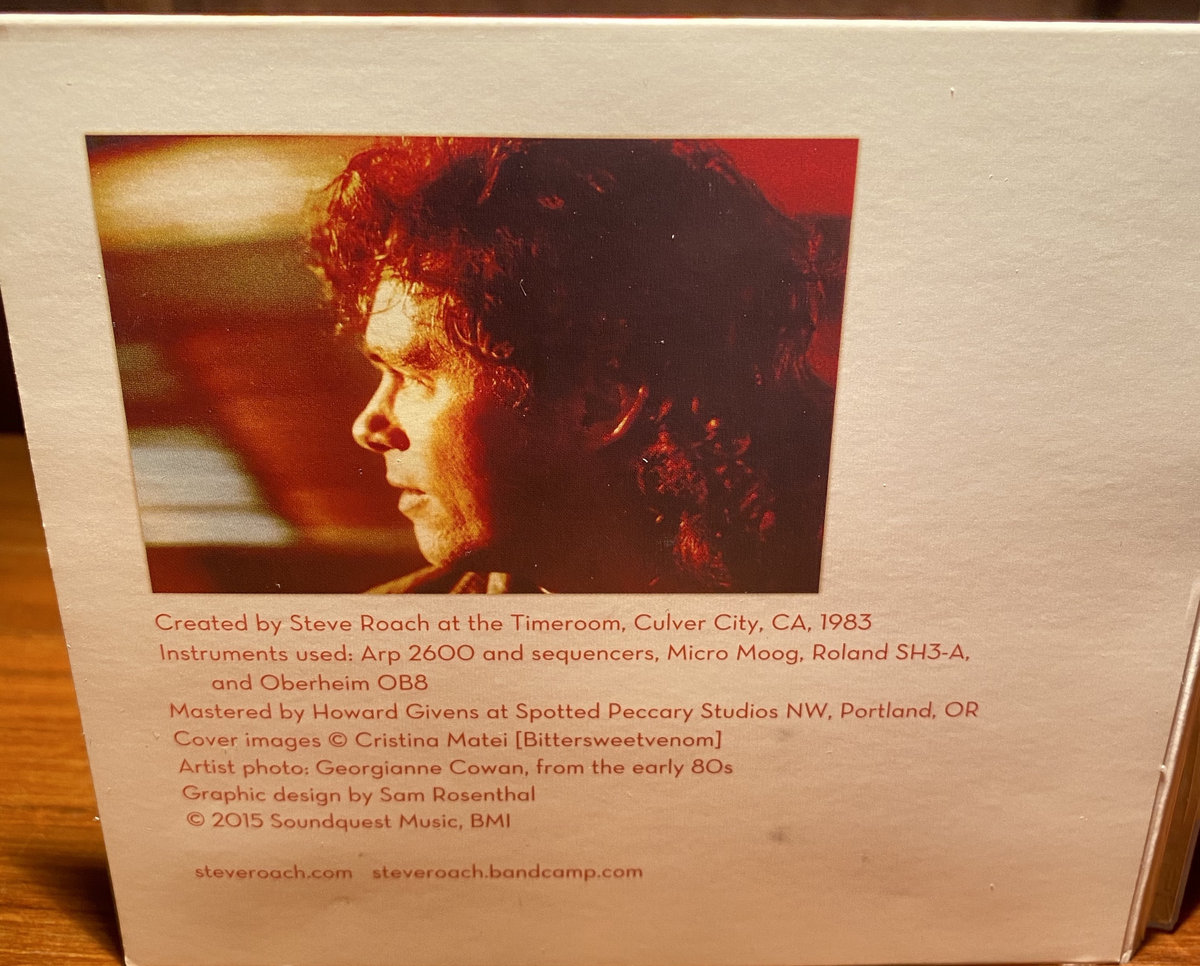 Created by Steve Roach at the Timeroom, Culver City, CA, 1983
Instruments used: Arp 2600 and sequencers, Micro Moog, Roland SH3-A,
and Oberheim OB8
Mastered by Howard Givens at Spotted Peccary Studios NW, Portland, OR
Cover images © Cristina Matei [Bittersweetvenom]
Artist photo: Georgianne Cowan, from the early 80s
Graphic design by Sam Rosenthal
© 2015 Soundquest Music, BMI
steveroach.com steveroach.bandcamp.com